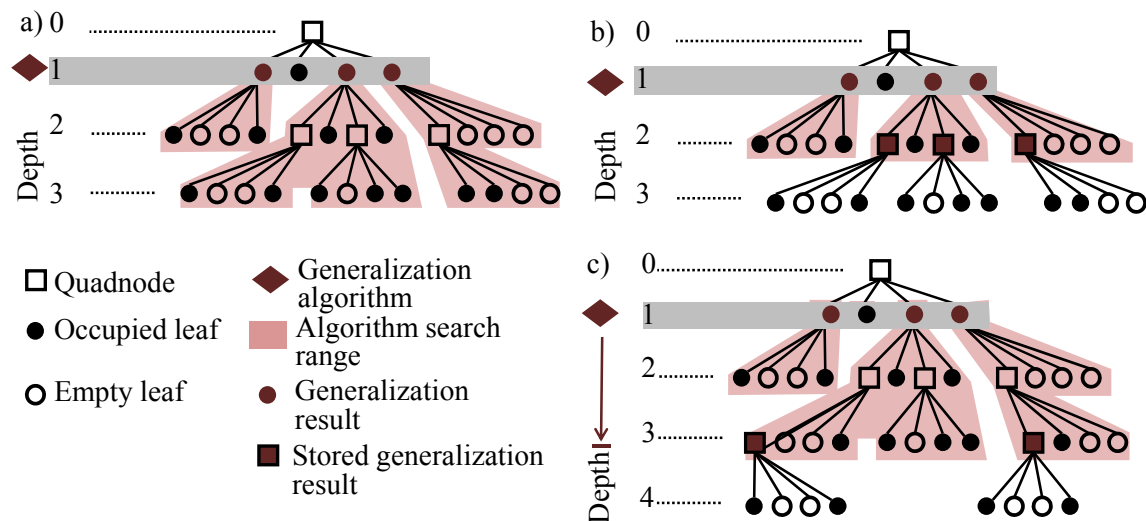 a) 0 ..............
1
2 ...........
3 ............
Depth
b) 0 .....................
1
2 ...........
3 ..............
Depth
Quadnode
Occupied leaf
Empty leaf
Generalization
algorithm
Algorithm search
range
Generalization
result
Stored generalization
result
c) 0 .....................
1
2 ...........
3 ..............
4 ..............
Depth